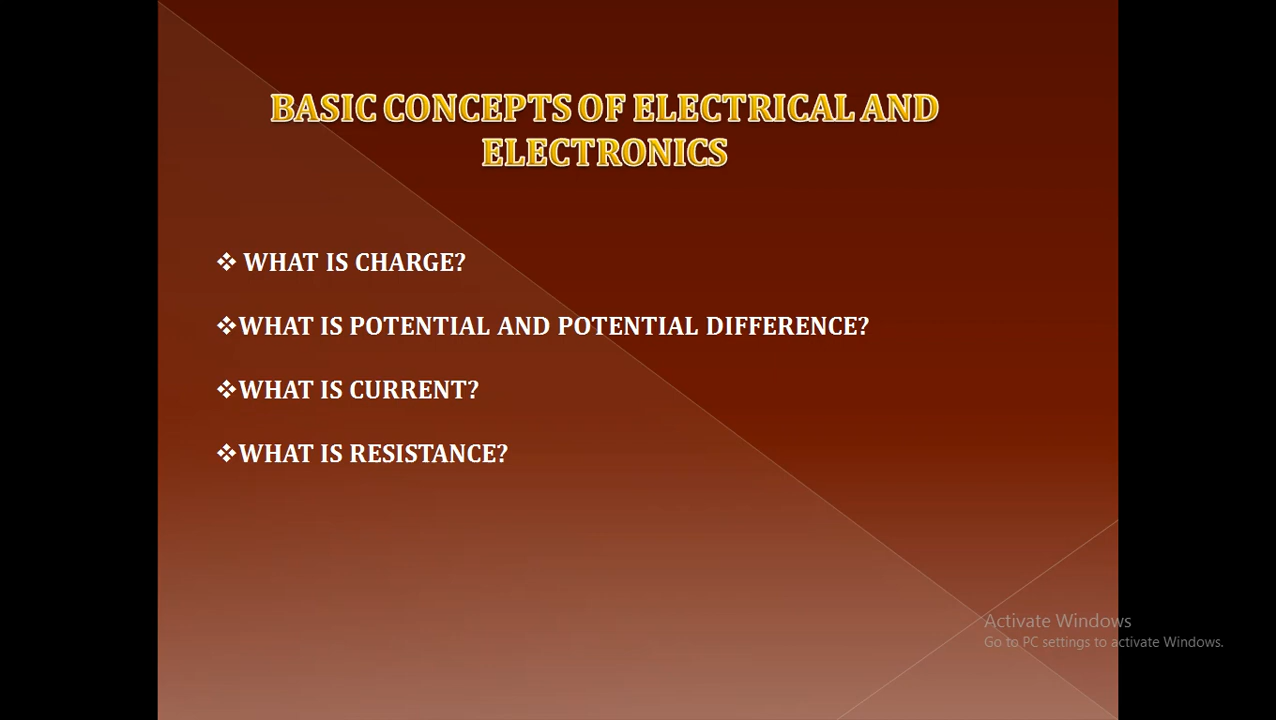 BASIC CONCEPTS OF ELECTRICAL AND
ELECTRONICS
❖ WHAT IS CHARGE?
❖WHAT IS POTENTIAL AND POTENTIAL DIFFERENCE?
❖WHAT IS CURRENT?
❖WHAT IS RESISTANCE?
Activate Windows
Go to PC settings to activate Windows.